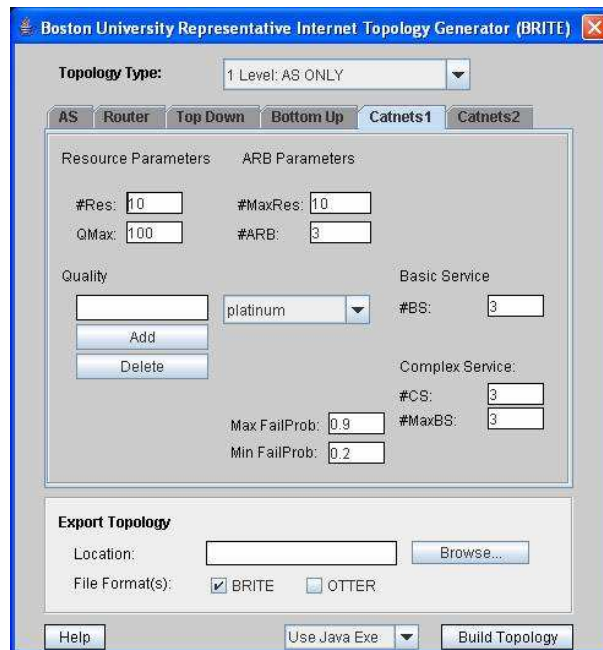 Boston University Representative Internet Topology Generator (BRITE)
Topology Type: 1 Level: AS ONLY
AS Router Top Down Bottom Up Catnets1 Catnets2
Resource Parameters ARB Parameters
#Res: 10 #MaxRes: 10
QMax: 100 #ARB: 3
Quality Basic Service
platinum #BS: 3
Add
Delete Complex Service:
#CS: 3
Max FailProb: 0.9 #MaxBS: 3
Min FailProb: 0.2
Export Topology
Location: Browse...
File Format(s): BRITE OTTER
Help Use Java Exe Build Topology